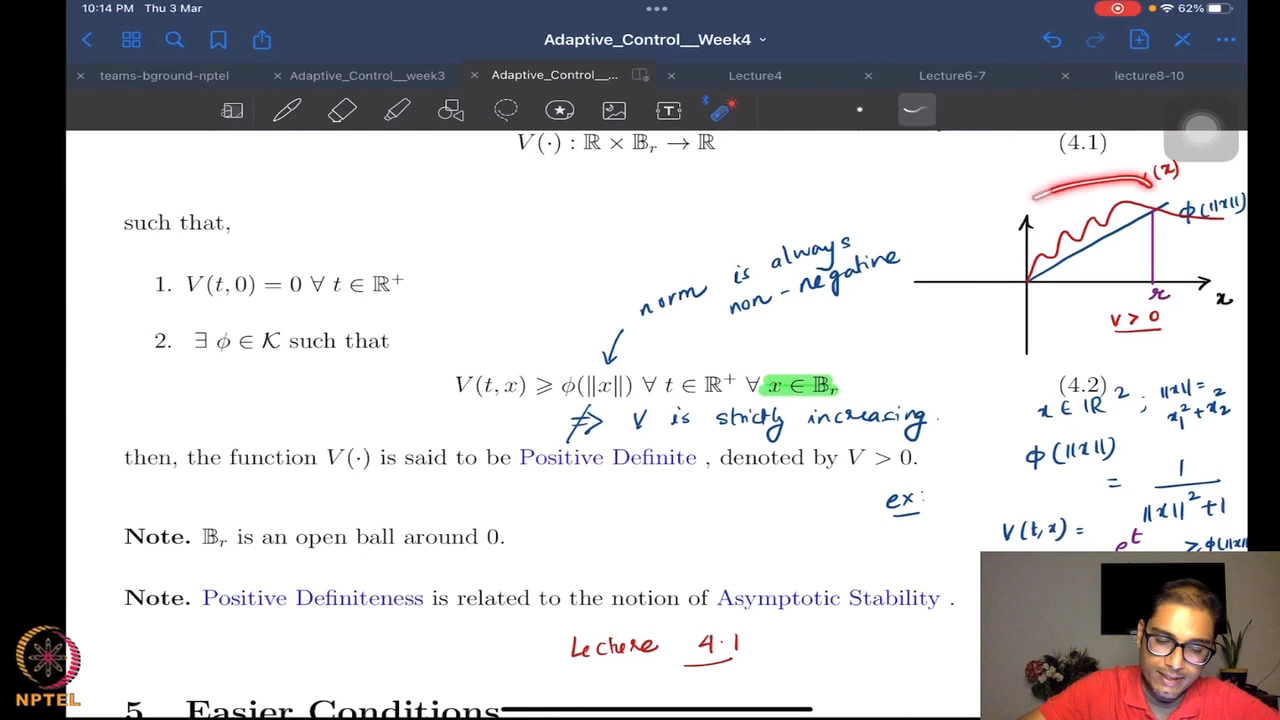 10:14 PM Thu 3 Mar
62%
Adaptive_Control__Week4
teams-bground-nptel
Adaptive_Control__week3
Adaptive_Control__...
Lecture4
Lecture6-7
lecture8-10
V(·) : ℝ × 𝔹ᵣ → ℝ (4.1)
(x)
such that,
ϕ(||x||)
norm is always
non-negative
1. V(t, 0) = 0 ∀ t ∈ ℝ⁺
r
x
V > 0
2. ∃ ϕ ∈ 𝒦 such that
V(t, x) ⩾ ϕ(‖x‖) ∀ t ∈ ℝ⁺ ∀ x ∈ 𝔹ᵣ (4.2)
x ∈ ℝ² ; ||x|| =
x₁² + x₂²
⇏ V is strictly increasing.
then, the function V(·) is said to be Positive Definite , denoted by V > 0.
ϕ(||x||)
= 1 / (||x||² + 1)
ex:
V(t,x) =
eᵗ
≥ ϕ(||x||
Note. 𝔹ᵣ is an open ball around 0.
Note. Positive Definiteness is related to the notion of Asymptotic Stability .
Lecture 4.1
5 Easier Conditions
NPTEL